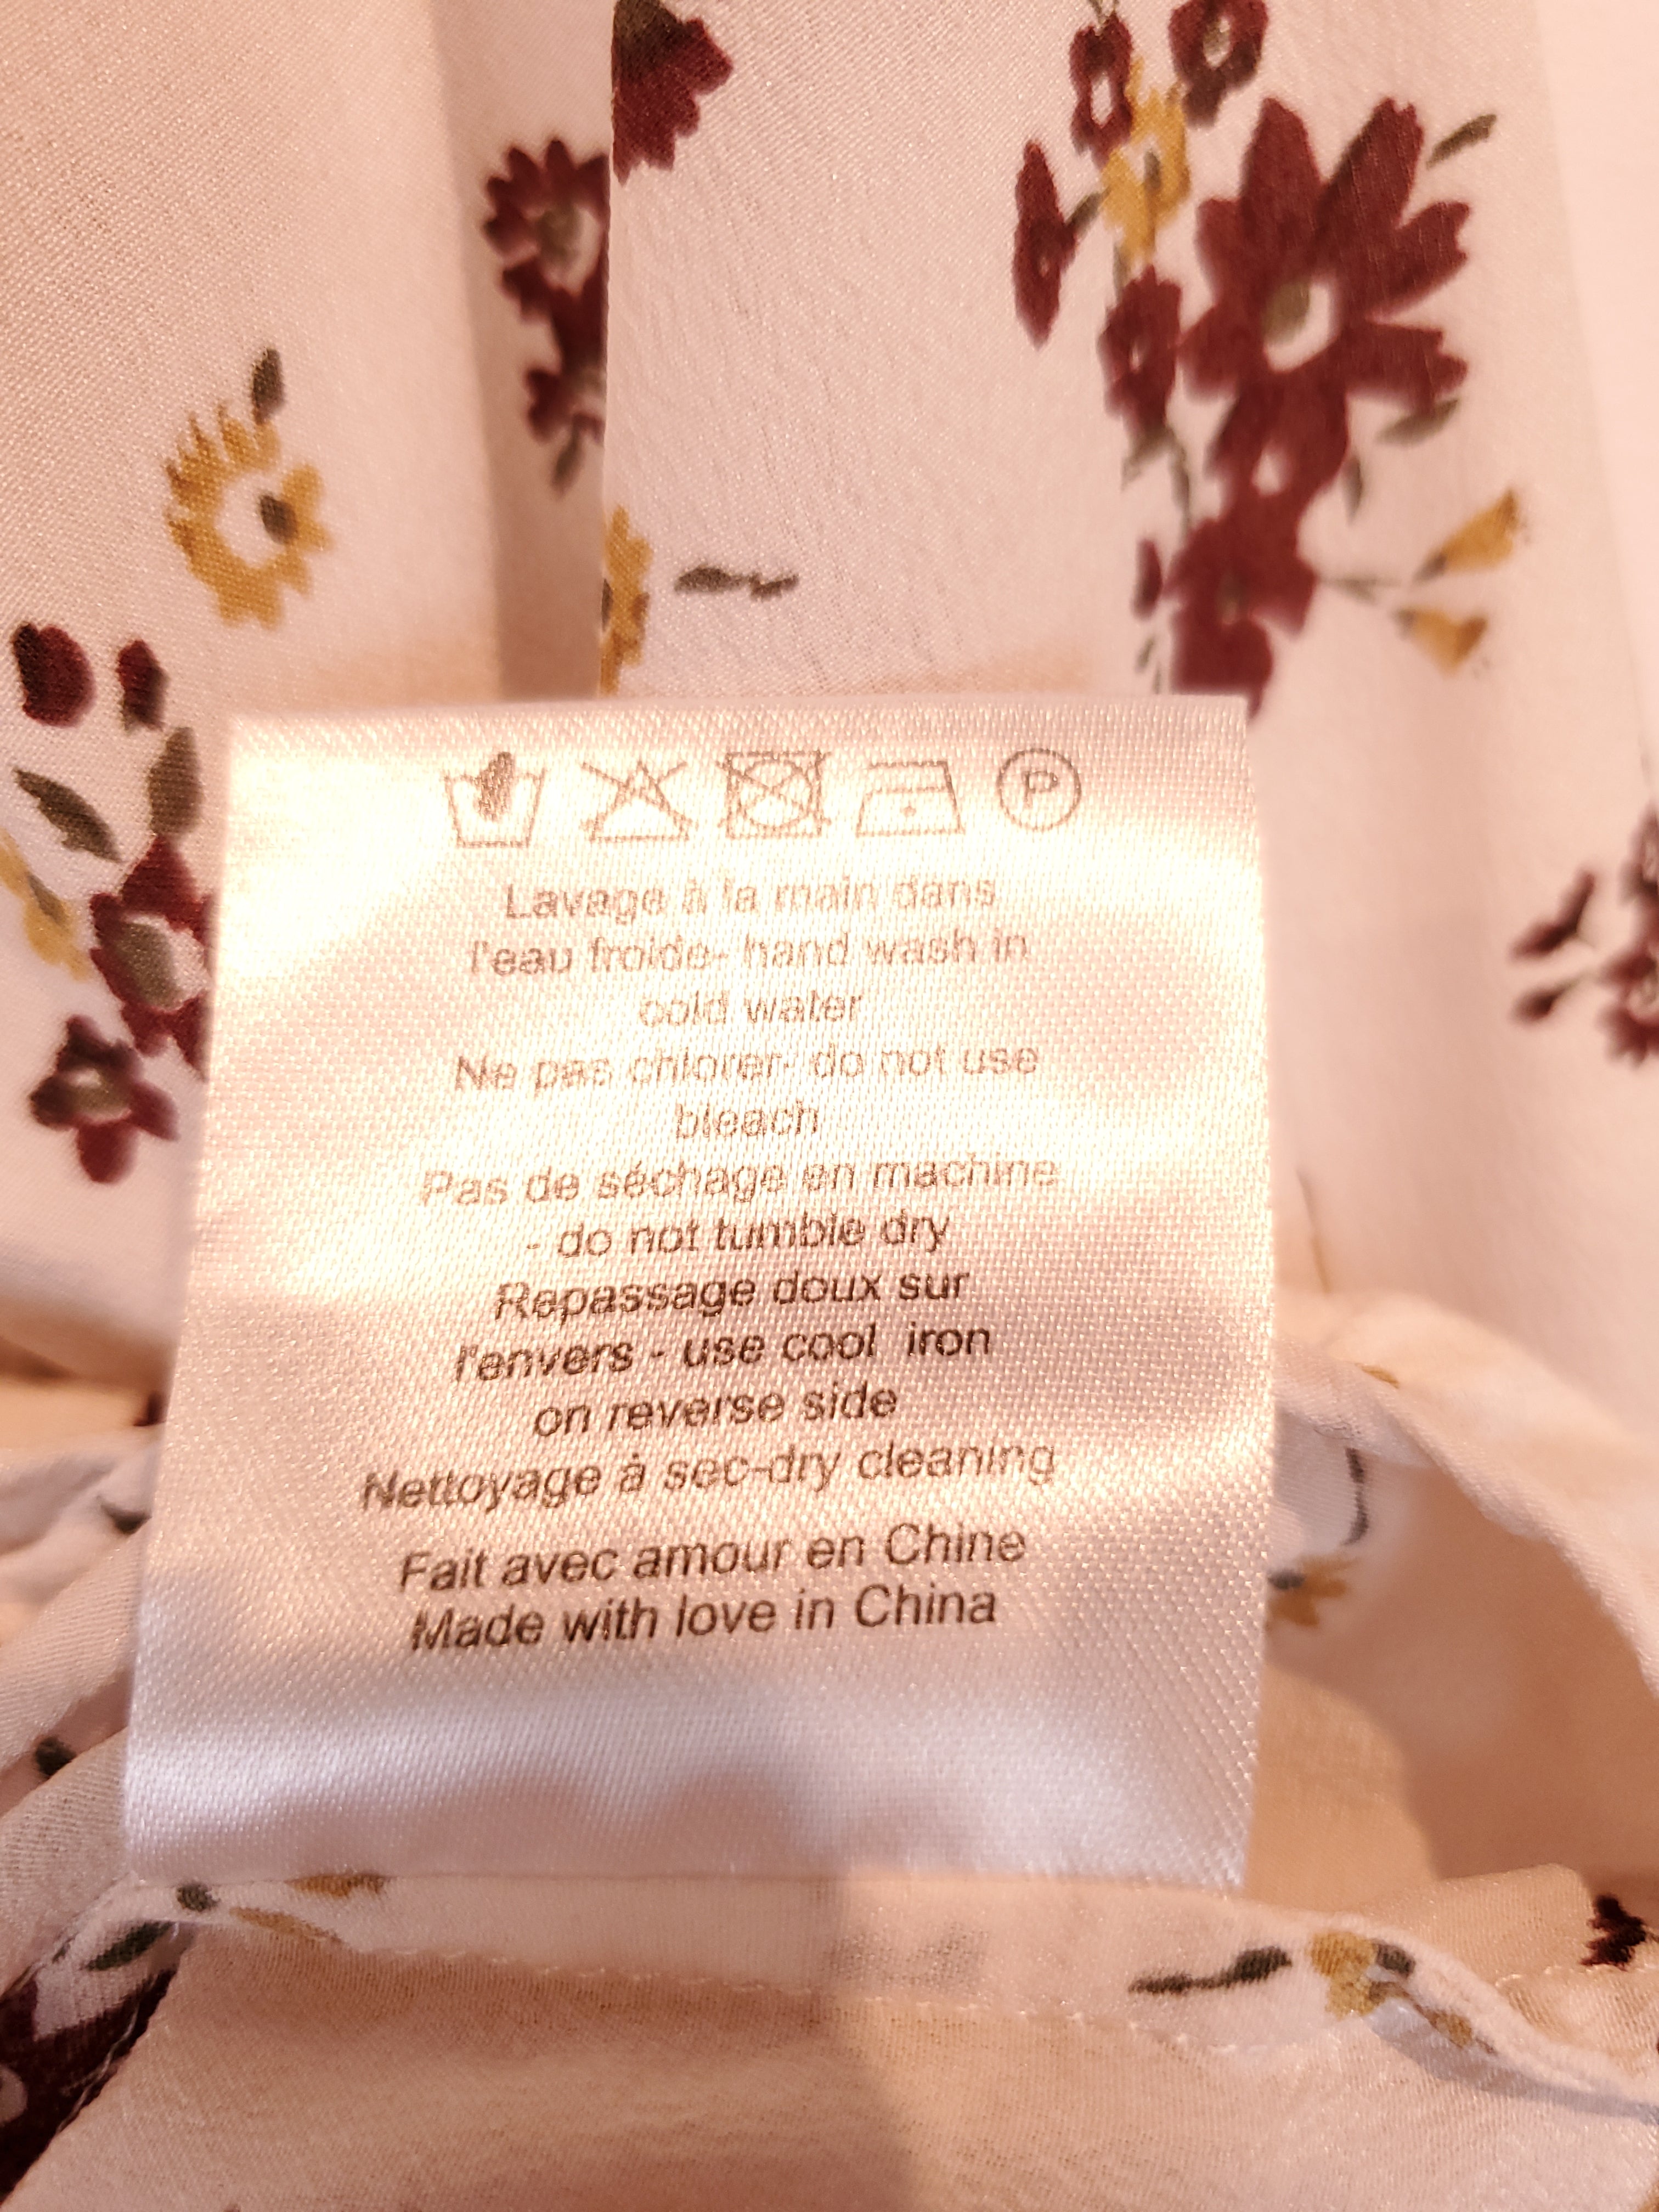 P
Lavage à la main dans
l'eau froide- hand wash in
cold water
Ne pas chlorer- do not use
bleach
Pas de séchage en machine
- do not tumble dry
Repassage doux sur
l'envers - use cool iron
on reverse side
Nettoyage à sec-dry cleaning
Fait avec amour en Chine
Made with love in China